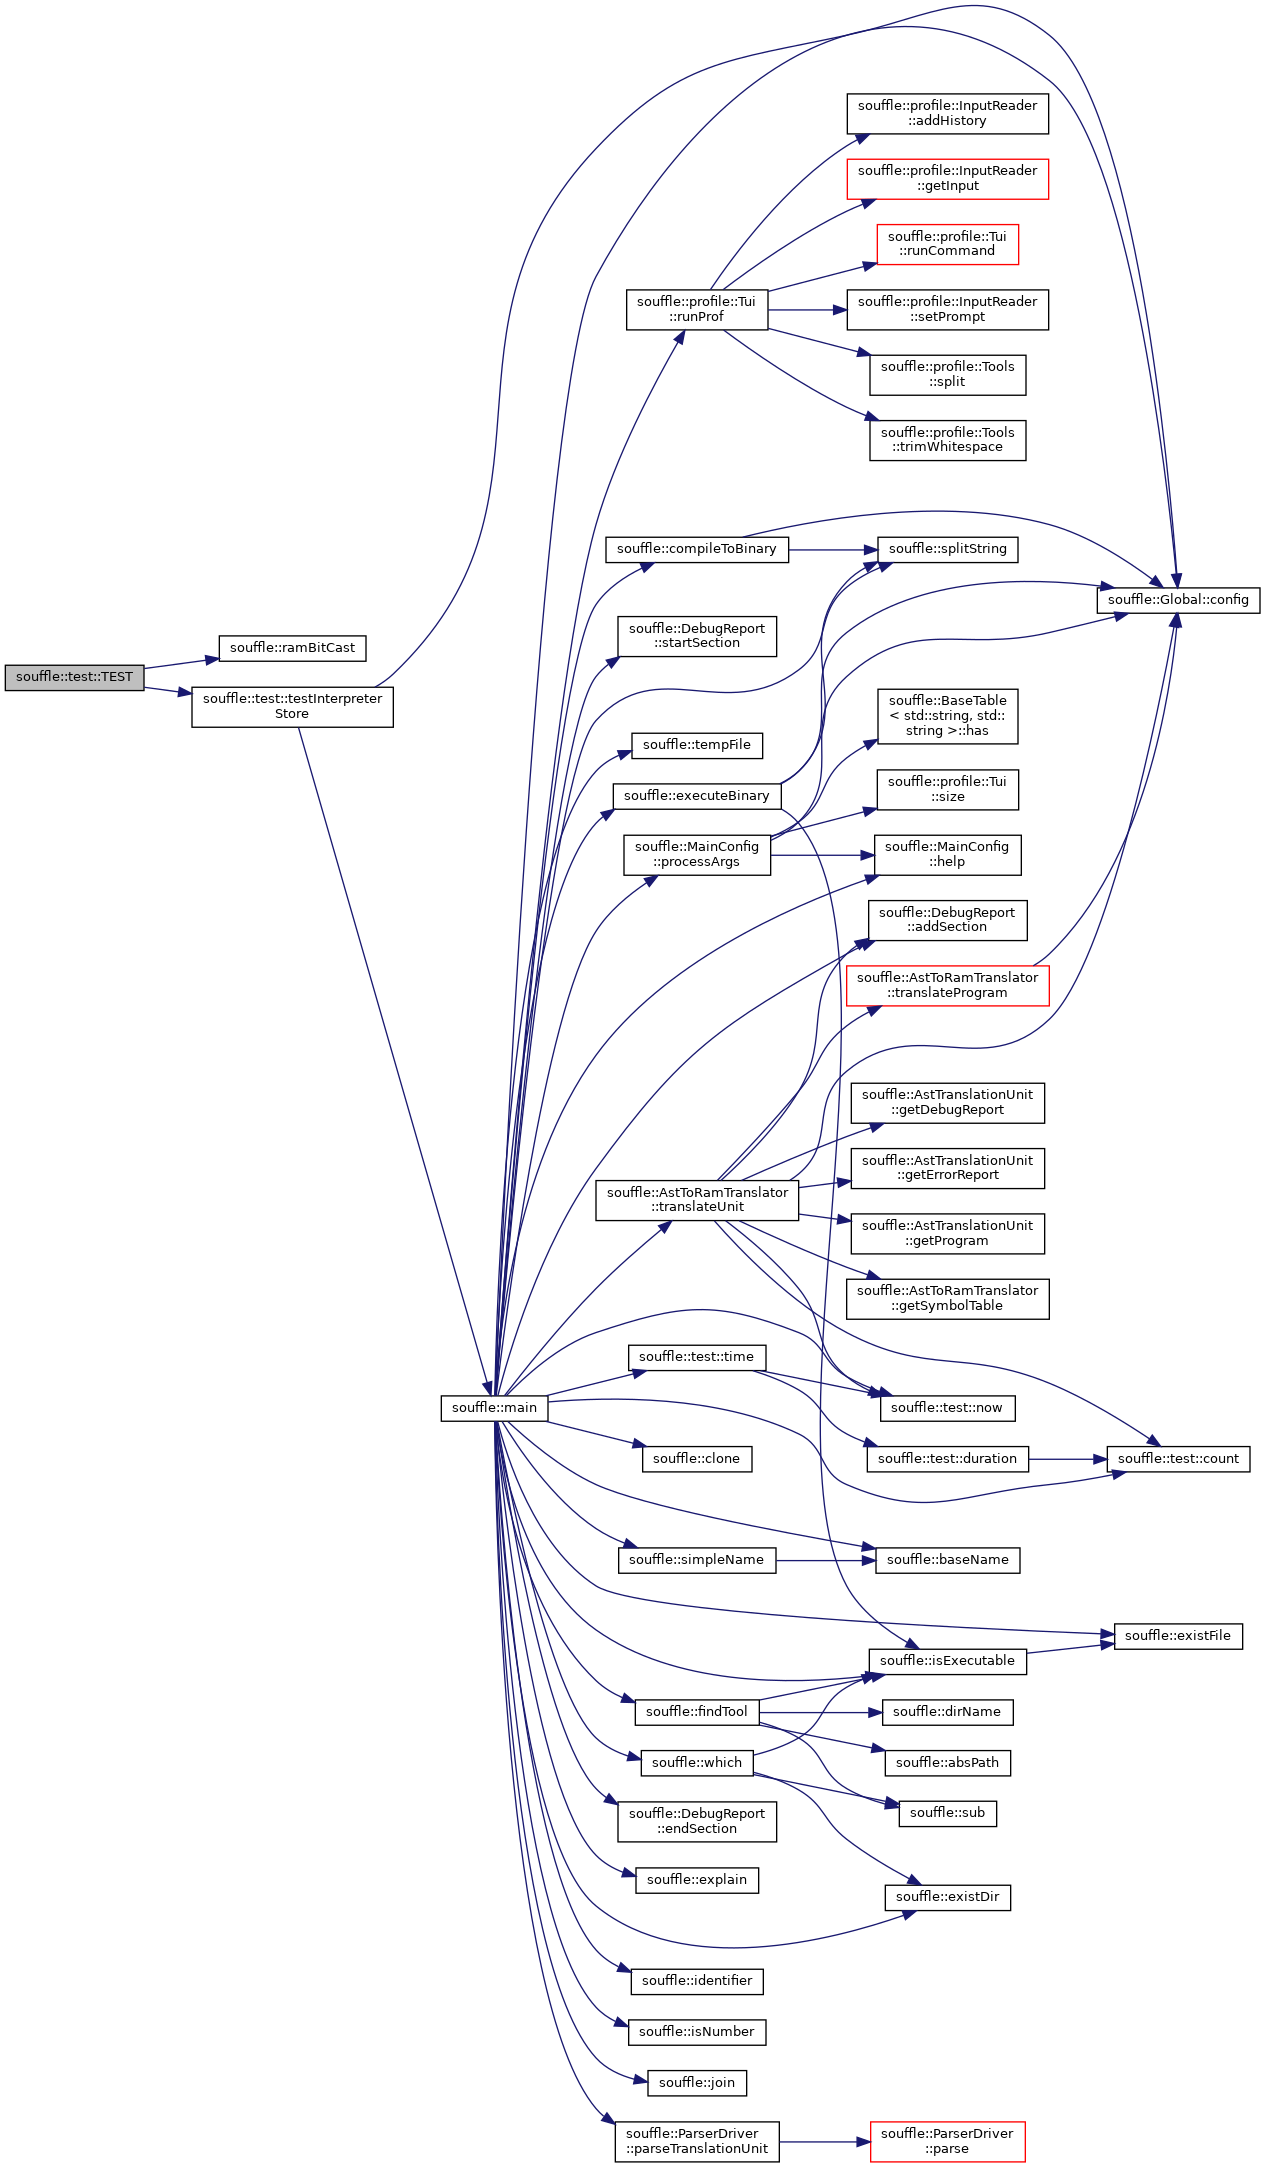 souffle::profile::InputReader
::addHistory
souffle::profile::InputReader
::getInput
souffle::profile::Tui
::runCommand
souffle::profile::Tui
::runProf
souffle::profile::InputReader
::setPrompt
souffle::profile::Tools
::split
souffle::profile::Tools
::trimWhitespace
souffle::compileToBinary
souffle::splitString
souffle::Global::config
souffle::DebugReport
::startSection
souffle::ramBitCast
souffle::test::TEST
souffle::test::testInterpreter
Store
souffle::BaseTable
< std::string, std::
string >::has
souffle::tempFile
souffle::executeBinary
souffle::profile::Tui
::size
souffle::MainConfig
::processArgs
souffle::MainConfig
::help
souffle::DebugReport
::addSection
souffle::AstToRamTranslator
::translateProgram
souffle::AstTranslationUnit
::getDebugReport
souffle::AstTranslationUnit
::getErrorReport
souffle::AstToRamTranslator
::translateUnit
souffle::AstTranslationUnit
::getProgram
souffle::AstToRamTranslator
::getSymbolTable
souffle::test::time
souffle::main
souffle::test::now
souffle::clone
souffle::test::duration
souffle::test::count
souffle::simpleName
souffle::baseName
souffle::existFile
souffle::isExecutable
souffle::findTool
souffle::dirName
souffle::which
souffle::absPath
souffle::DebugReport
::endSection
souffle::sub
souffle::explain
souffle::existDir
souffle::identifier
souffle::isNumber
souffle::join
souffle::ParserDriver
::parseTranslationUnit
souffle::ParserDriver
::parse